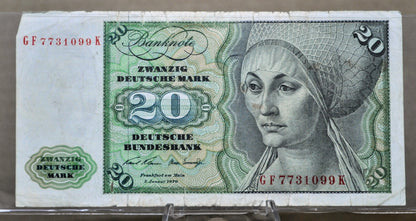 GF7731099K
Banknote
20
20
ZWANZIG
DEUTSCHE MARK
20
DEUTSCHE
BUNDESBANK
Frankfurt am Main
2. Januar 1970
ZWANZIG
DEUTSCHE
MARK
20
GF7731099K